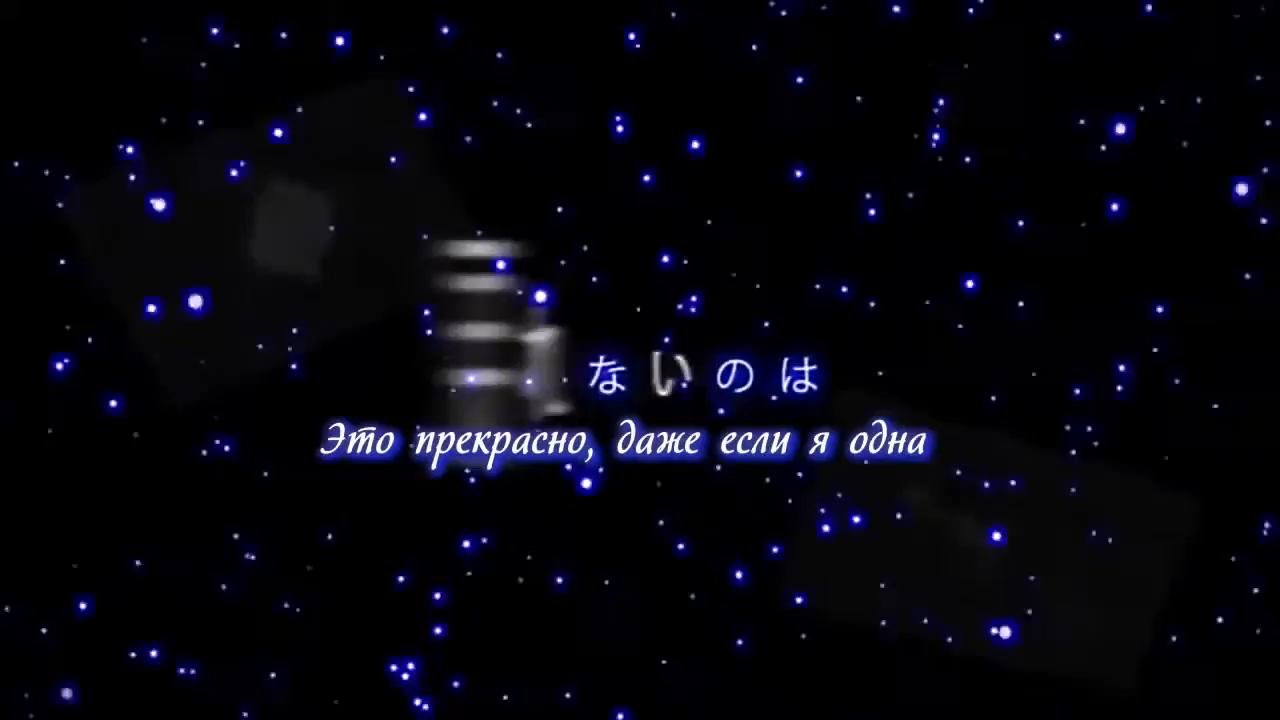 ないのは
Это прекрасно, даже если я одна